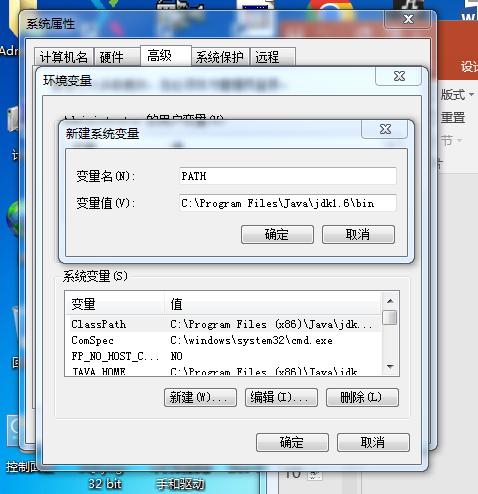 系统属性
计算机名 硬件 高级 系统保护 远程
环境变量
的用户变量(U)
新建系统变量
变量名(N): PATH
变量值(V): C:\Program Files\Java\jdk1.6\bin
确定 取消
系统变量(S)
变量 值
ClassPath C:\Program Files (x86)\Java\jdk...
ComSpec C:\windows\system32\cmd.exe
FP_NO_HOST_C... NO
JAVA_HOME C:\Program Files (x86)\Java\jdk
新建(W)... 编辑(I)... 删除(L)
确定 取消
版式
重置
节
控制
32 bit
手和驱动
10